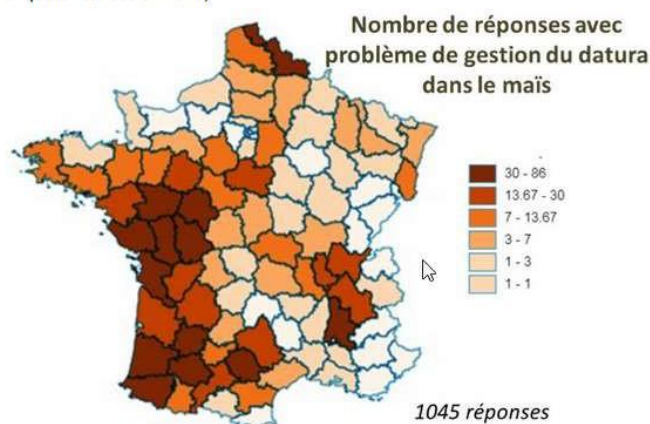 Nombre de réponses avec
problème de gestion du datura
dans le maïs
30 - 86
13.67 - 30
7 - 13.67
3 - 7
1 - 3
1 - 1
1045 réponses